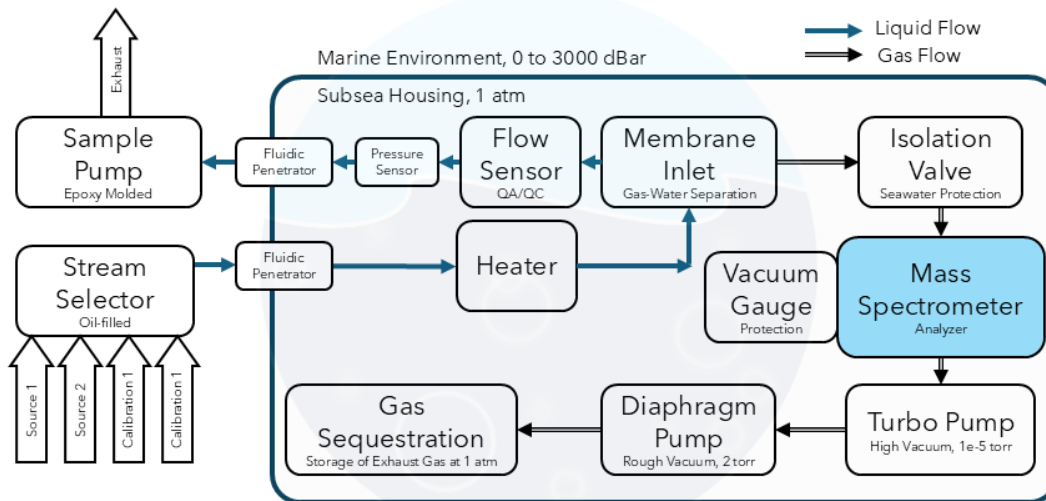 Liquid Flow
Gas Flow
Marine Environment, 0 to 3000 dBar
Subsea Housing, 1 atm
Exhaust
Sample
Pump
Epoxy Molded
Fluidic
Penetrator
Pressure
Sensor
Flow
Sensor
QA/QC
Membrane
Inlet
Gas-Water Separation
Isolation
Valve
Seawater Protection
Stream
Selector
Oil-filled
Fluidic
Penetrator
Heater
Vacuum
Gauge
Protection
Mass
Spectrometer
Analyzer
Source 1
Source 2
Calibration 1
Calibration 1
Gas
Sequestration
Storage of Exhaust Gas at 1 atm
Diaphragm
Pump
Rough Vacuum, 2 torr
Turbo Pump
High Vacuum, 1e-5 torr